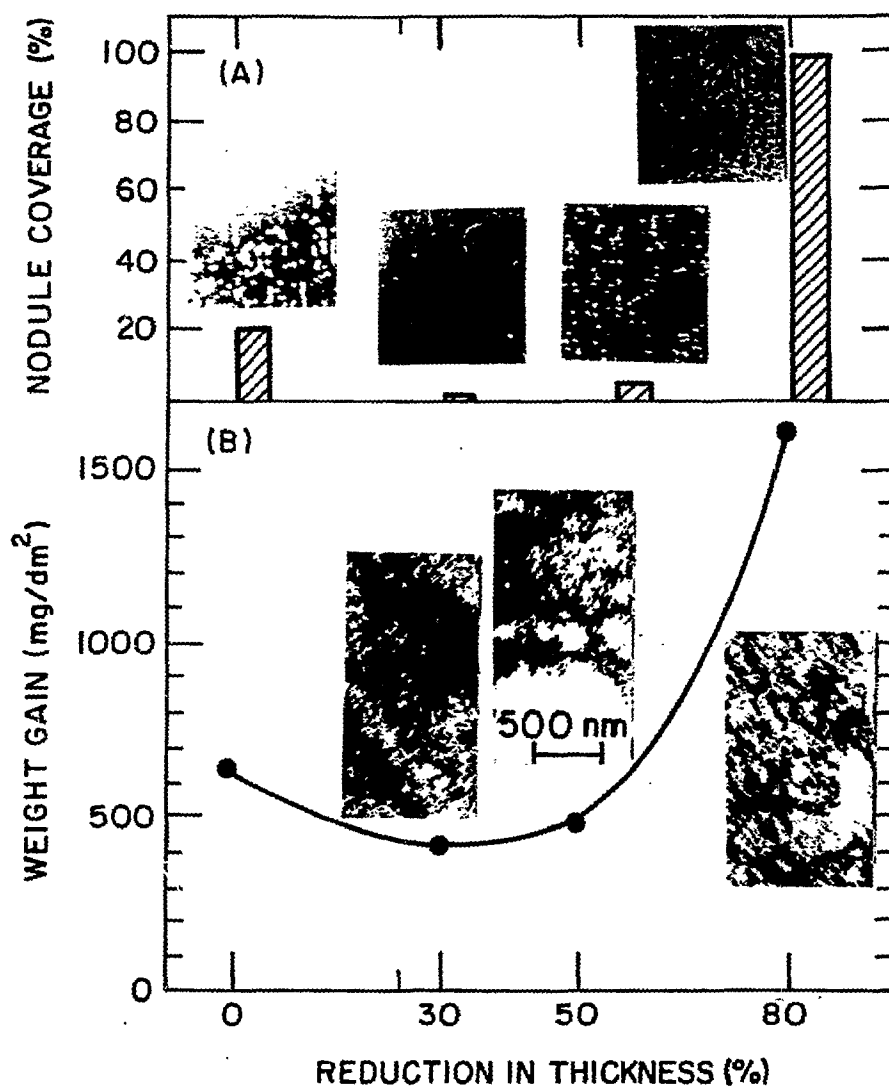 NODULE COVERAGE (%)
100
80
60
40
20
(A)
(B)
WEIGHT GAIN (mg/dm²)
1500
1000
500
0
500 nm
0 30 50 80
REDUCTION IN THICKNESS (%)